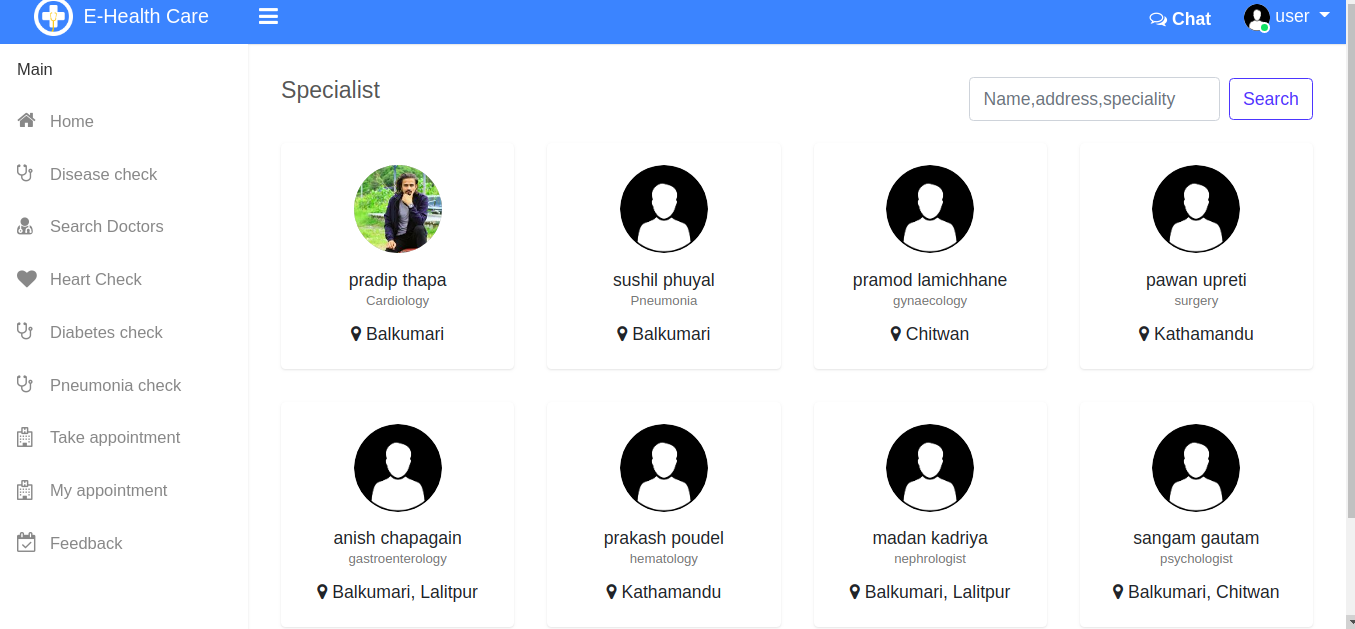 E-Health Care
Chat
user
Main
Home
Disease check
Search Doctors
Heart Check
Diabetes check
Pneumonia check
Take appointment
My appointment
Feedback
Specialist
Name,address,speciality
Search
pradip thapa
Cardiology
Balkumari
sushil phuyal
Pneumonia
Balkumari
pramod lamichhane
gynaecology
Chitwan
pawan upreti
surgery
Kathamandu
anish chapagain
gastroenterology
Balkumari, Lalitpur
prakash poudel
hematology
Kathamandu
madan kadriya
nephrologist
Balkumari, Lalitpur
sangam gautam
psychologist
Balkumari, Chitwan